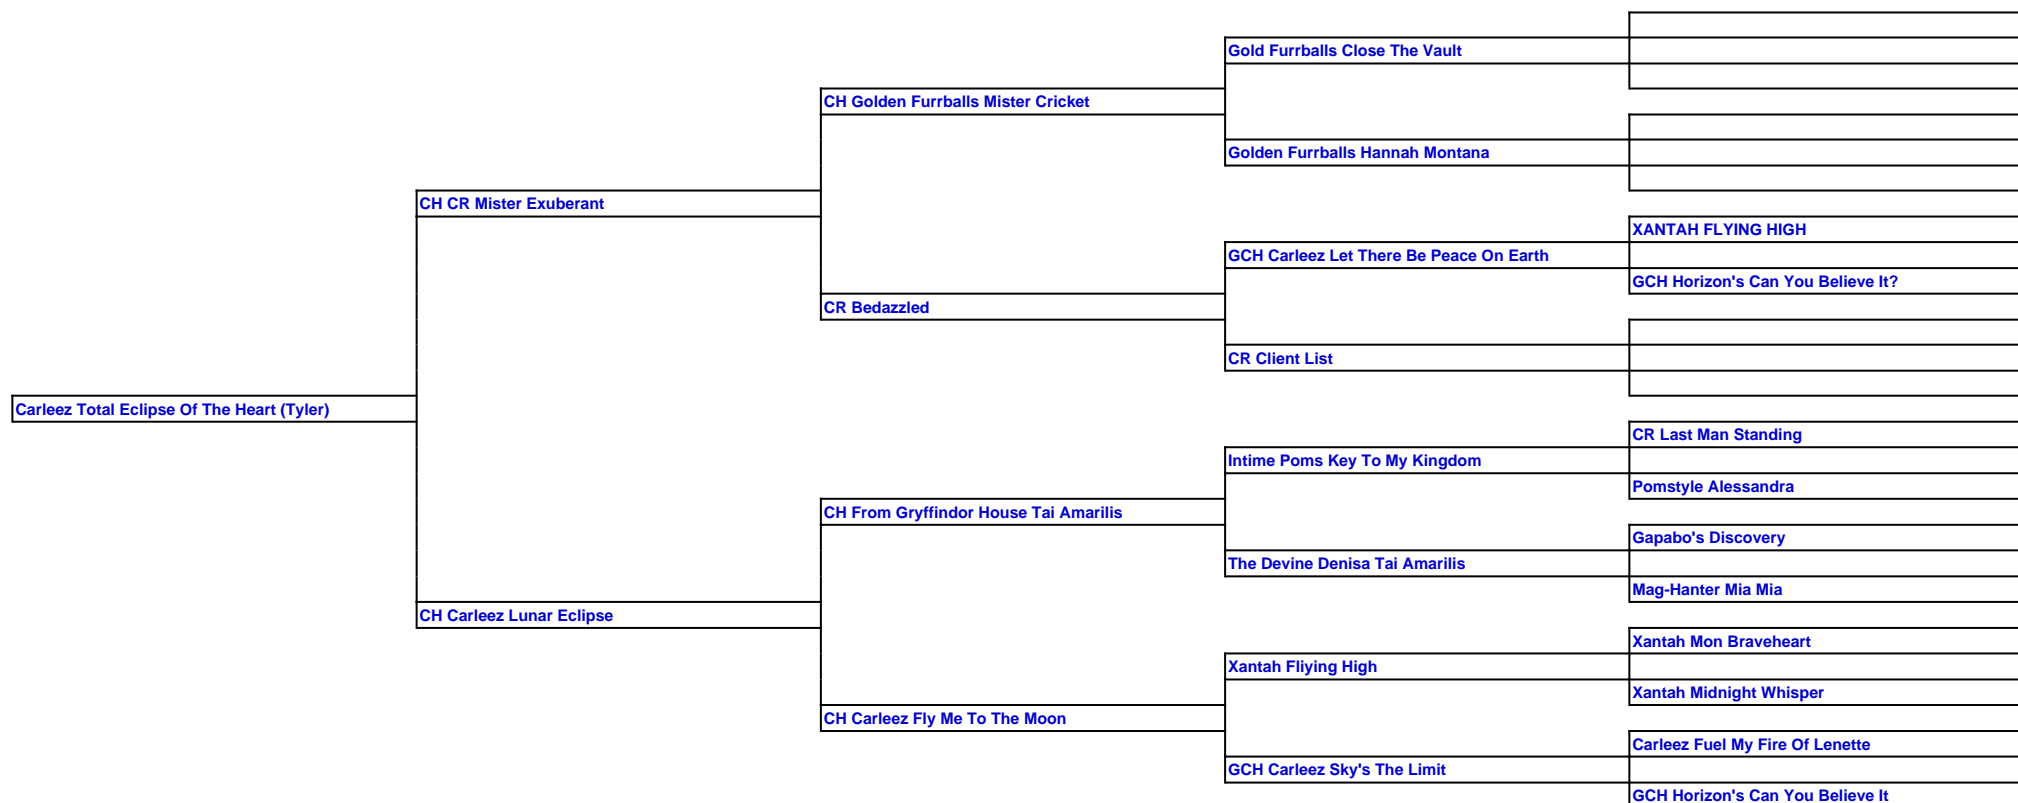 Gold Furrballs Close The Vault
CH Golden Furrballs Mister Cricket
Golden Furrballs Hannah Montana
CH CR Mister Exuberant
XANTAH FLYING HIGH
GCH Carleez Let There Be Peace On Earth
GCH Horizon's Can You Believe It?
CR Bedazzled
CR Client List
Carleez Total Eclipse Of The Heart (Tyler)
CR Last Man Standing
Intime Poms Key To My Kingdom
Pomstyle Alessandra
CH From Gryffindor House Tai Amarilis
Gapabo's Discovery
The Devine Denisa Tai Amarilis
Mag-Hanter Mia Mia
CH Carleez Lunar Eclipse
Xantah Mon Braveheart
Xantah Fliying High
Xantah Midnight Whisper
CH Carleez Fly Me To The Moon
Carleez Fuel My Fire Of Lenette
GCH Carleez Sky's The Limit
GCH Horizon's Can You Believe It